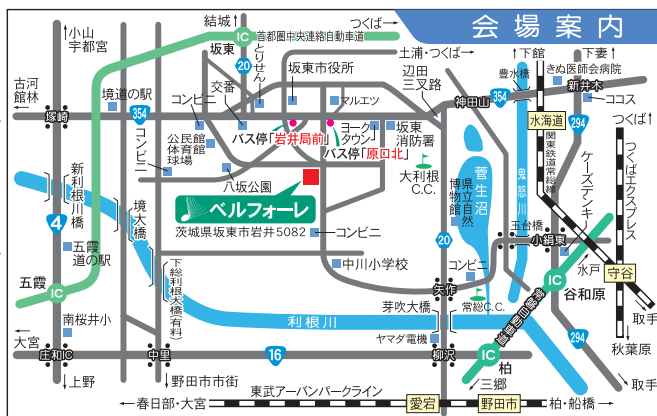 会場案内
小山
宇都宮
結城
つくば
IC
首都圏中央連絡自動車道
古河
館林
境道の駅
354
塚崎
坂東
20
とりせん
交番
コンビニ
坂東市役所
マルエツ
土浦・つくば
辺田
三叉路
神田山
354
豊水橋
下館
下妻
きぬ医師会病院
新井木
ココス
294
水海道
関東鉄道常総線
ケーズデンキ
つくばエクスプレス
コンビニ
公民館
体育館
球場
バス停「岩井局前」
ヨーク
タウン
坂東
消防署
バス停「原口北」
大利根
C.C.
八坂公園
ベルフォーレ
茨城県坂東市岩井5082
コンビニ
中川小学校
菅生沼
県立自然
博物館
鬼怒川
玉台橋
小絹東
水戸
守谷
取手
新利根川橋
4
境大橋
五霞
道の駅
五霞
IC
下総利根大橋(有料)
20
コンビニ
矢作
常総C.C.
IC
谷和原
常磐自動車道
294
秋葉原
取手
南桜井小
大宮
庄和IC
上野
中里
野田市市街
利根川
16
芽吹大橋
ヤマダ電機
柳沢
IC
柏
三郷
東武アーバンパークライン
春日部・大宮
愛宕
野田市
柏・船橋